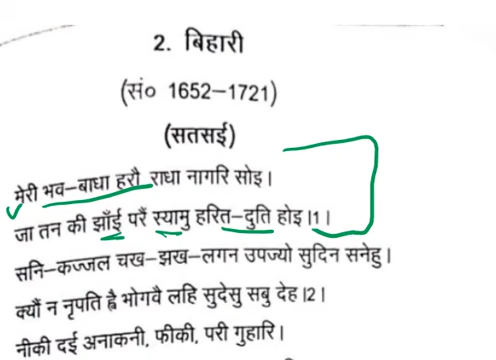 2. बिहारी
(सं० 1652–1721)
(सतसई)
मेरी भव–बाधा हरौ राधा नागरि सोइ।
जा तन की झाँई परैं स्यामु हरित–दुति होइ।1।
सनि–कज्जल चख–झख–लगन उपज्यो सुदिन सनेहु।
क्यौं न नृपति ह्वै भोगवै लहि सुदेसु सबु देह।2।
नीकी दई अनाकनी, फीकी, परी गुहारि।